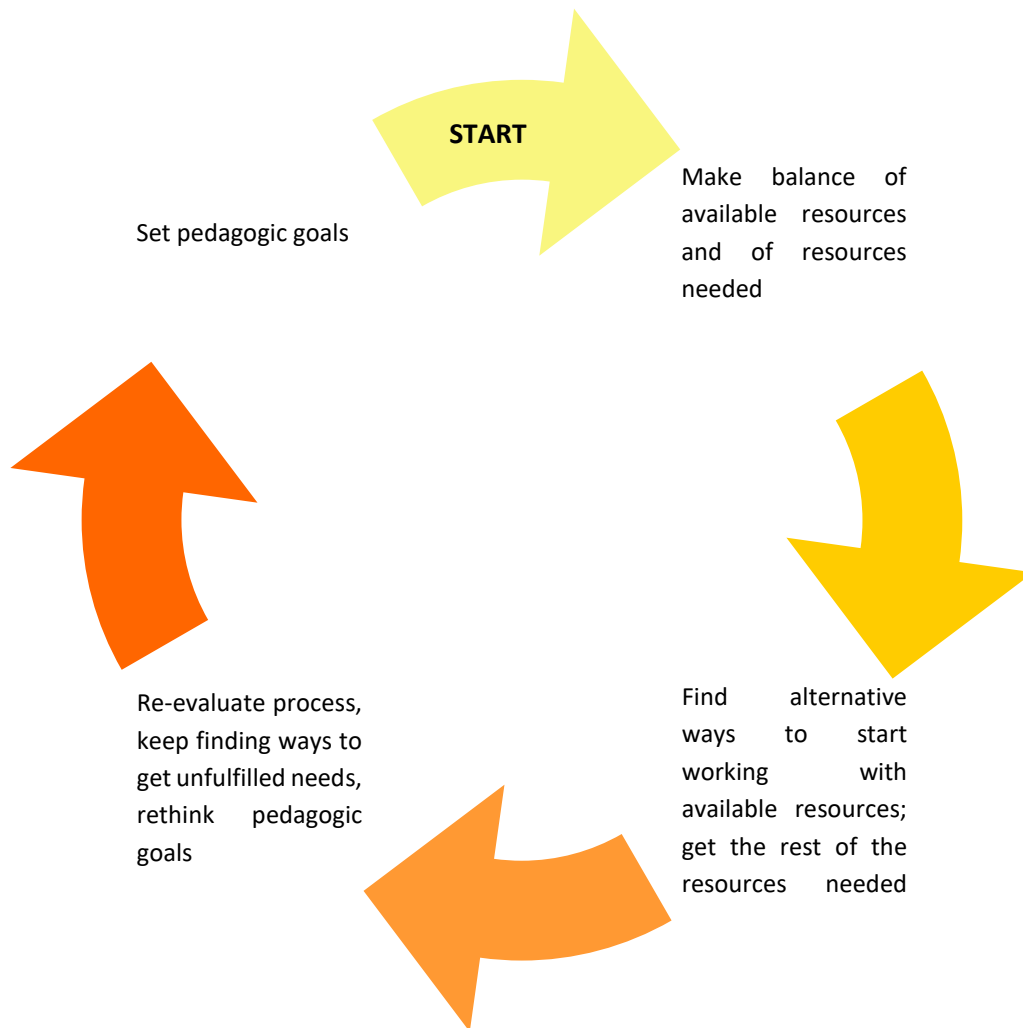 START
Set pedagogic goals
Make balance of
available resources
and of resources
needed
Find alternative
ways to start
working with
available resources;
get the rest of the
resources needed
Re-evaluate process,
keep finding ways to
get unfulfilled needs,
rethink pedagogic
goals